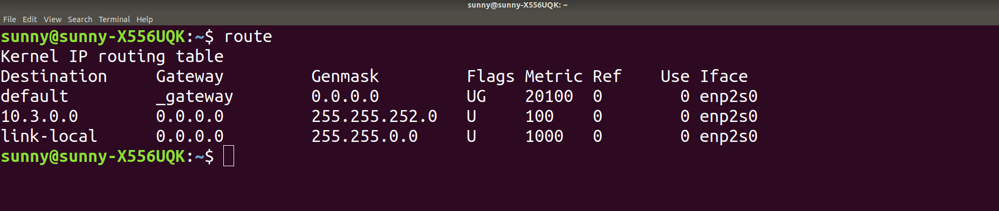 sunny@sunny-X556UQK: ~
File Edit View Search Terminal Help
sunny@sunny-X556UQK:~$ route
Kernel IP routing table
Destination     Gateway         Genmask         Flags Metric Ref    Use Iface
default         _gateway        0.0.0.0         UG    20100  0        0 enp2s0
10.3.0.0        0.0.0.0         255.255.252.0   U     100    0        0 enp2s0
link-local      0.0.0.0         255.255.0.0     U     1000   0        0 enp2s0
sunny@sunny-X556UQK:~$